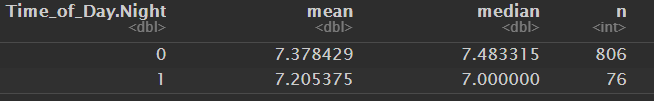 Time_of_Day.Night mean median n
<dbl> <dbl> <dbl> <int>
0 7.378429 7.483315 806
1 7.205375 7.000000 76